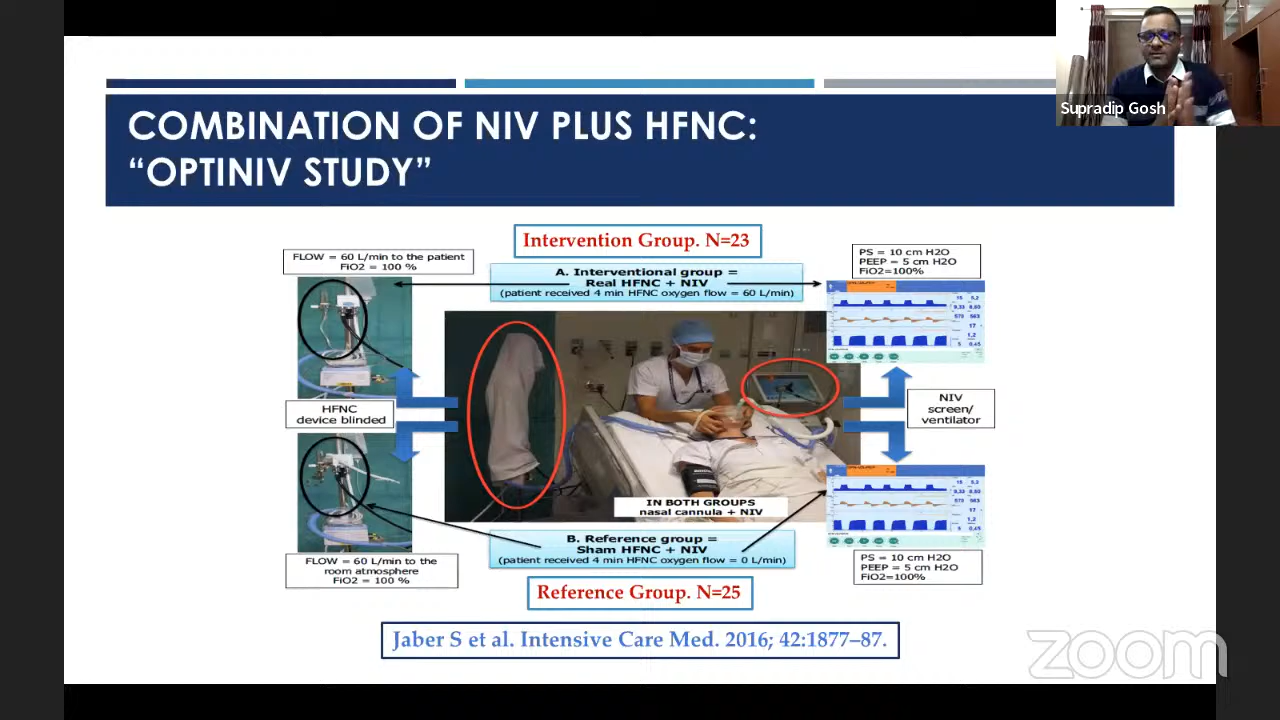 Supradip Gosh
COMBINATION OF NIV PLUS HFNC:
“OPTINIV STUDY”
Intervention Group. N=23
FLOW = 60 L/min to the patient
FiO2 = 100 %
A. Interventional group =
Real HFNC + NIV
(patient received 4 min HFNC oxygen flow = 60 L/min)
PS = 10 cm H2O
PEEP = 5 cm H2O
FiO2=100%
HFNC
device blinded
NIV
screen/
ventilator
IN BOTH GROUPS
nasal cannula + NIV
B. Reference group =
Sham HFNC + NIV
(patient received 4 min HFNC oxygen flow = 0 L/min)
FLOW = 60 L/min to the
room atmosphere
FiO2 = 100 %
PS = 10 cm H2O
PEEP = 5 cm H2O
FiO2=100%
Reference Group. N=25
Jaber S et al. Intensive Care Med. 2016; 42:1877–87.
zoom